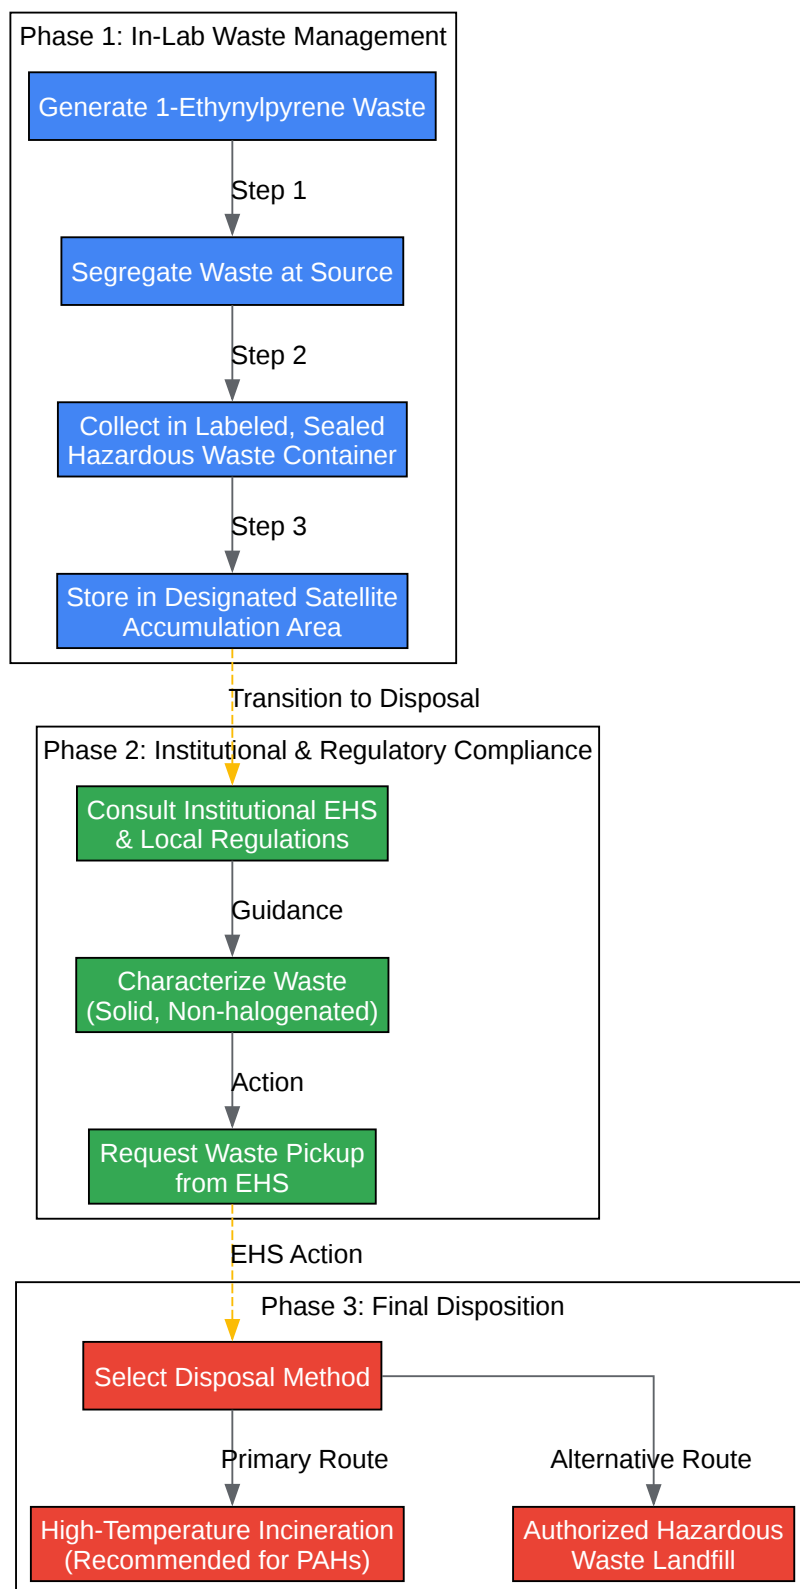 Phase 1: In-Lab Waste Management
Generate 1-Ethynylpyrene Waste
Step 1
Segregate Waste at Source
Step 2
Collect in Labeled, Sealed
Hazardous Waste Container
Step 3
Store in Designated Satellite
Accumulation Area
Transition to Disposal
Phase 2: Institutional & Regulatory Compliance
Consult Institutional EHS
& Local Regulations
Guidance
Characterize Waste
(Solid, Non-halogenated)
Action
Request Waste Pickup
from EHS
EHS Action
Phase 3: Final Disposition
Select Disposal Method
Primary Route
Alternative Route
High-Temperature Incineration
(Recommended for PAHs)
Authorized Hazardous
Waste Landfill